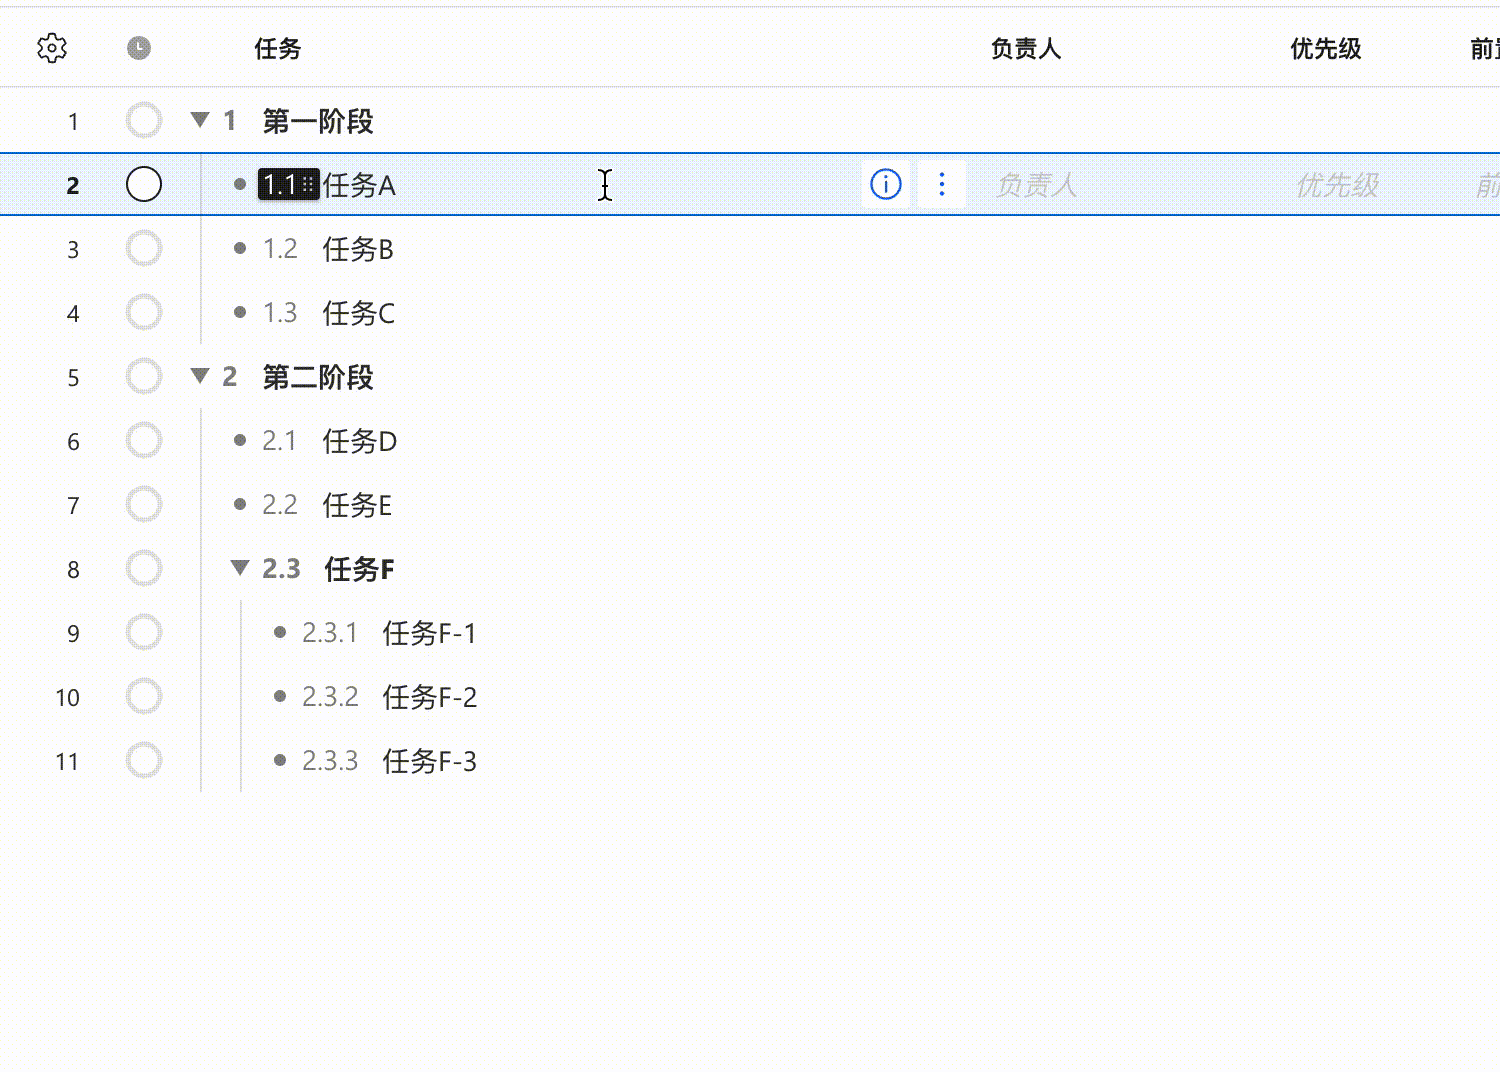 任务 负责人 优先级 前
1 1 第一阶段
2 1.1 任务A 负责人 优先级 前
3 1.2 任务B
4 1.3 任务C
5 2 第二阶段
6 2.1 任务D
7 2.2 任务E
8 2.3 任务F
9 2.3.1 任务F-1
10 2.3.2 任务F-2
11 2.3.3 任务F-3